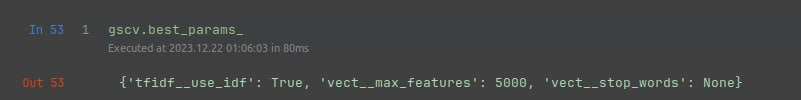 In 53 1 gscv.best_params_
Executed at 2023.12.22 01:06:03 in 80ms
Out 53 {'tfidf__use_idf': True, 'vect__max_features': 5000, 'vect__stop_words': None}